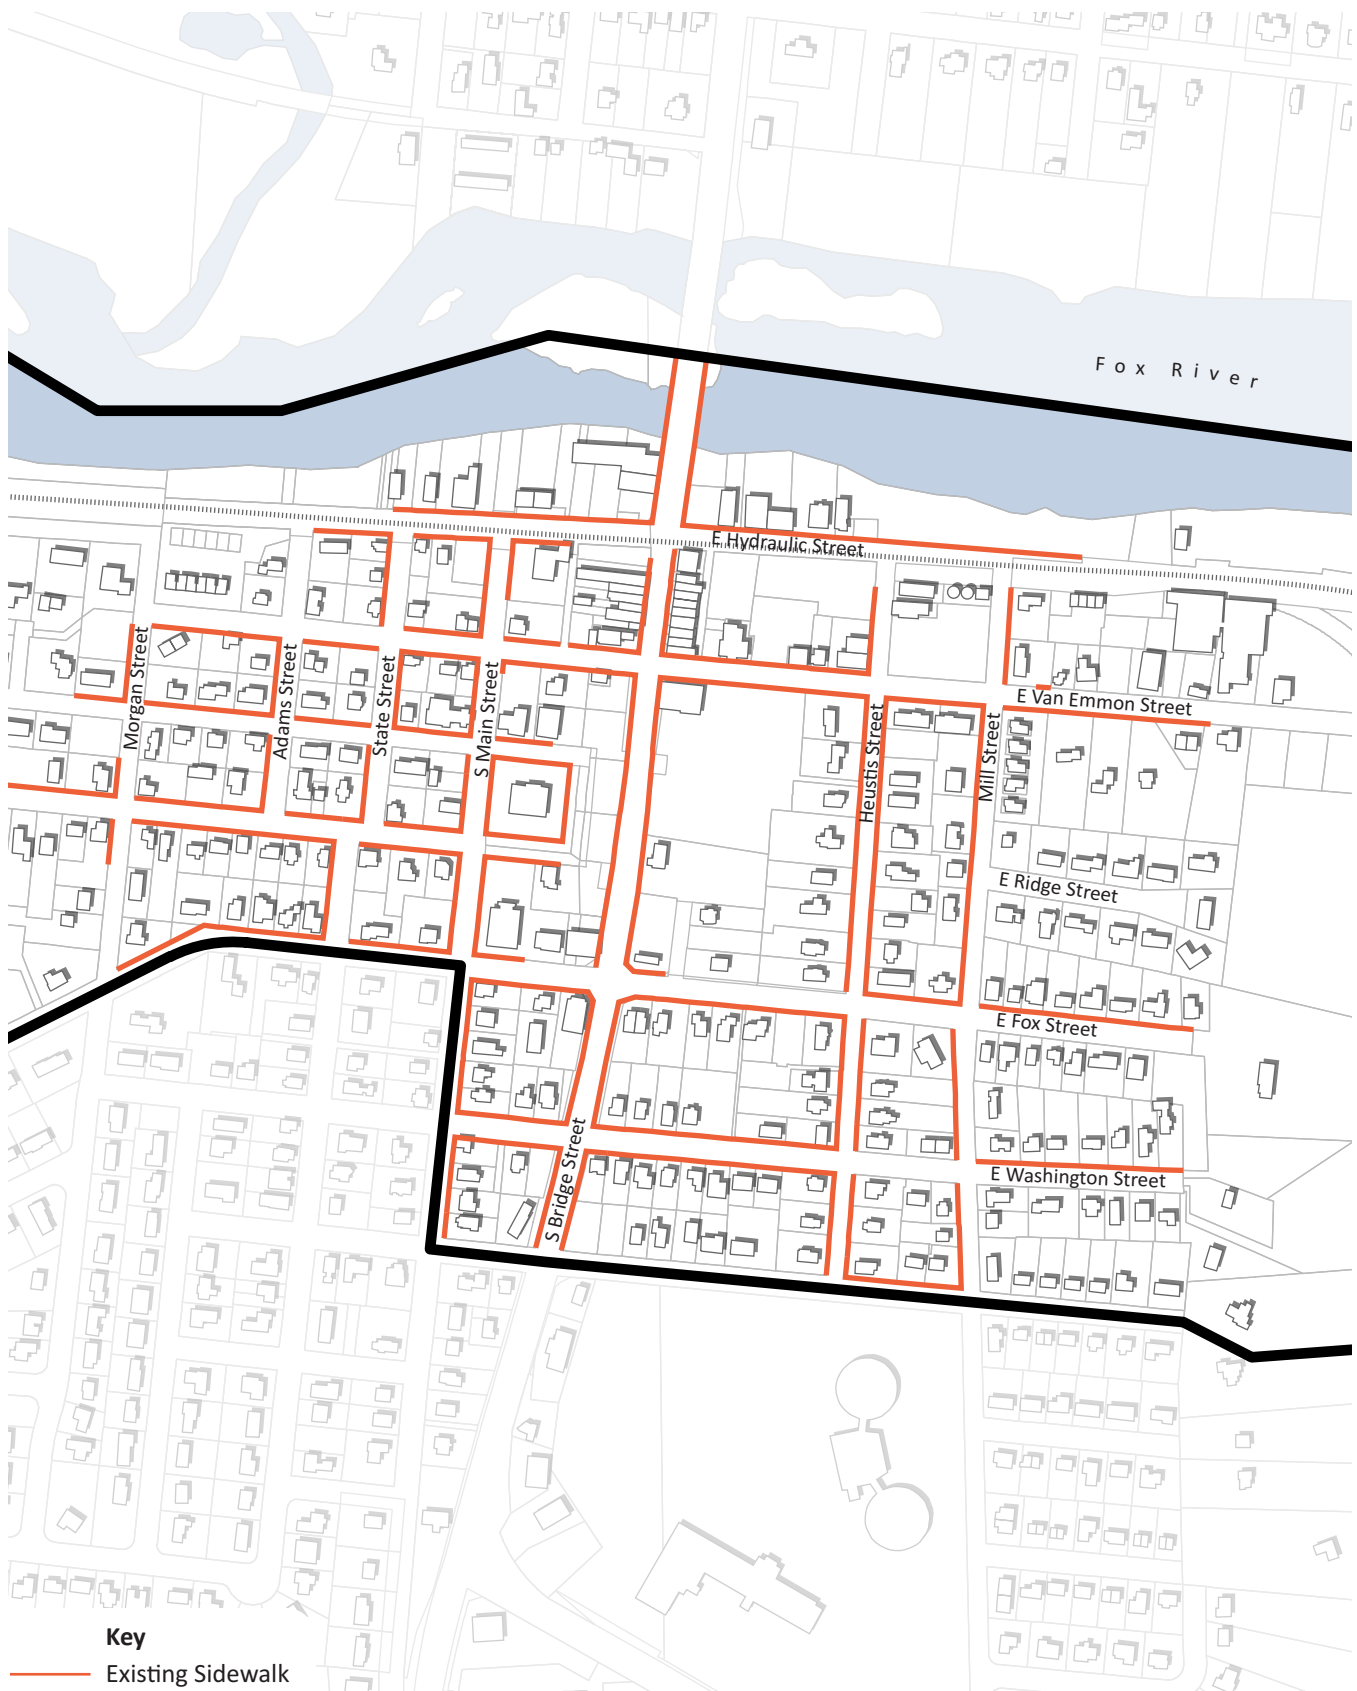 Fox River
E Hydraulic Street
Morgan Street
Adams Street
State Street
S Main Street
E Van Emmon Street
Heustis Street
Mill Street
E Ridge Street
E Fox Street
S Bridge Street
E Washington Street
Key
Existing Sidewalk